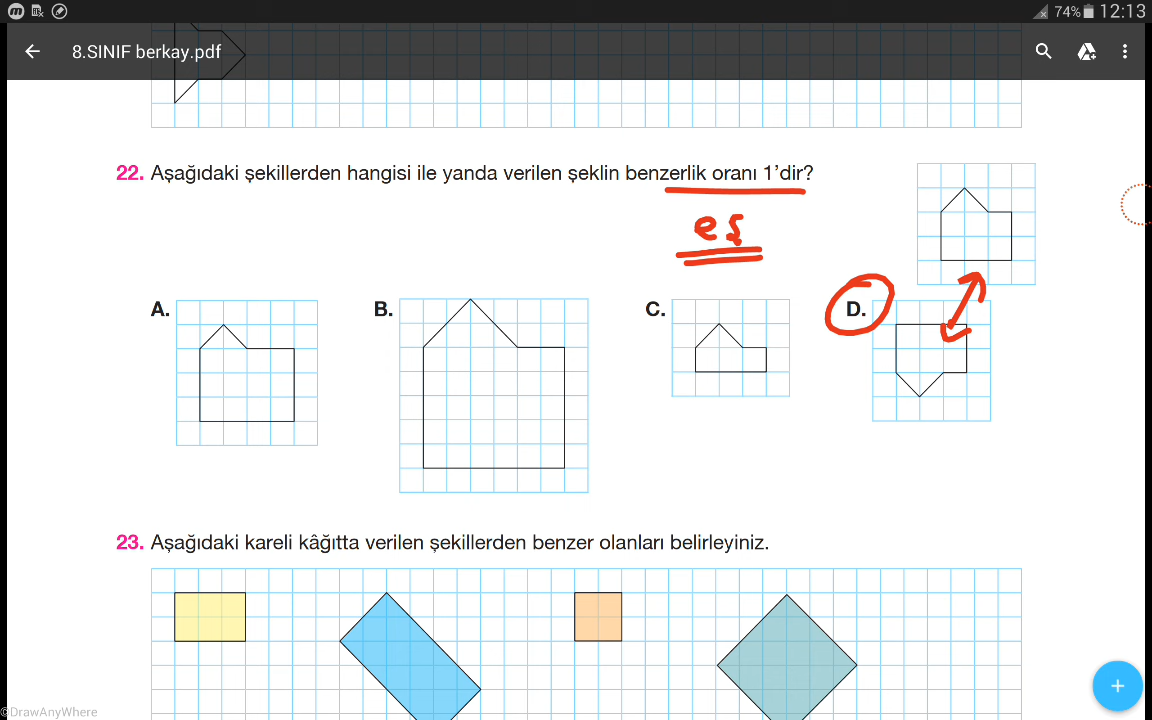 74% 12:13
8.SINIF berkay.pdf
22. Aşağıdaki şekillerden hangisi ile yanda verilen şeklin benzerlik oranı 1’dir?
eş
A. B. C. D.
23. Aşağıdaki kareli kâğıtta verilen şekillerden benzer olanları belirleyiniz.
©DrawAnyWhere